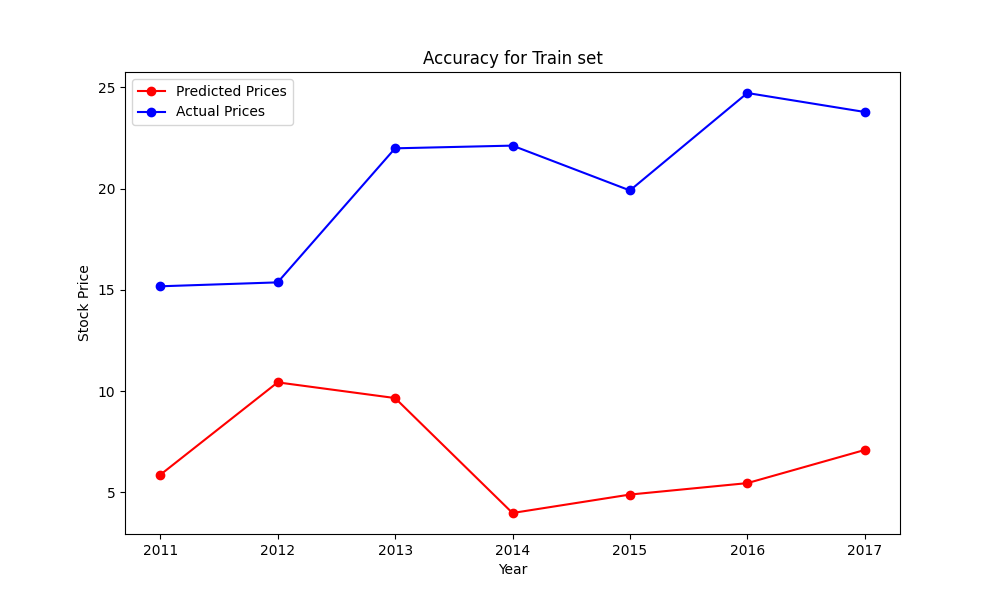 Accuracy for Train set
Predicted Prices
Actual Prices
25
20
15
10
5
Stock Price
2011 2012 2013 2014 2015 2016 2017
Year